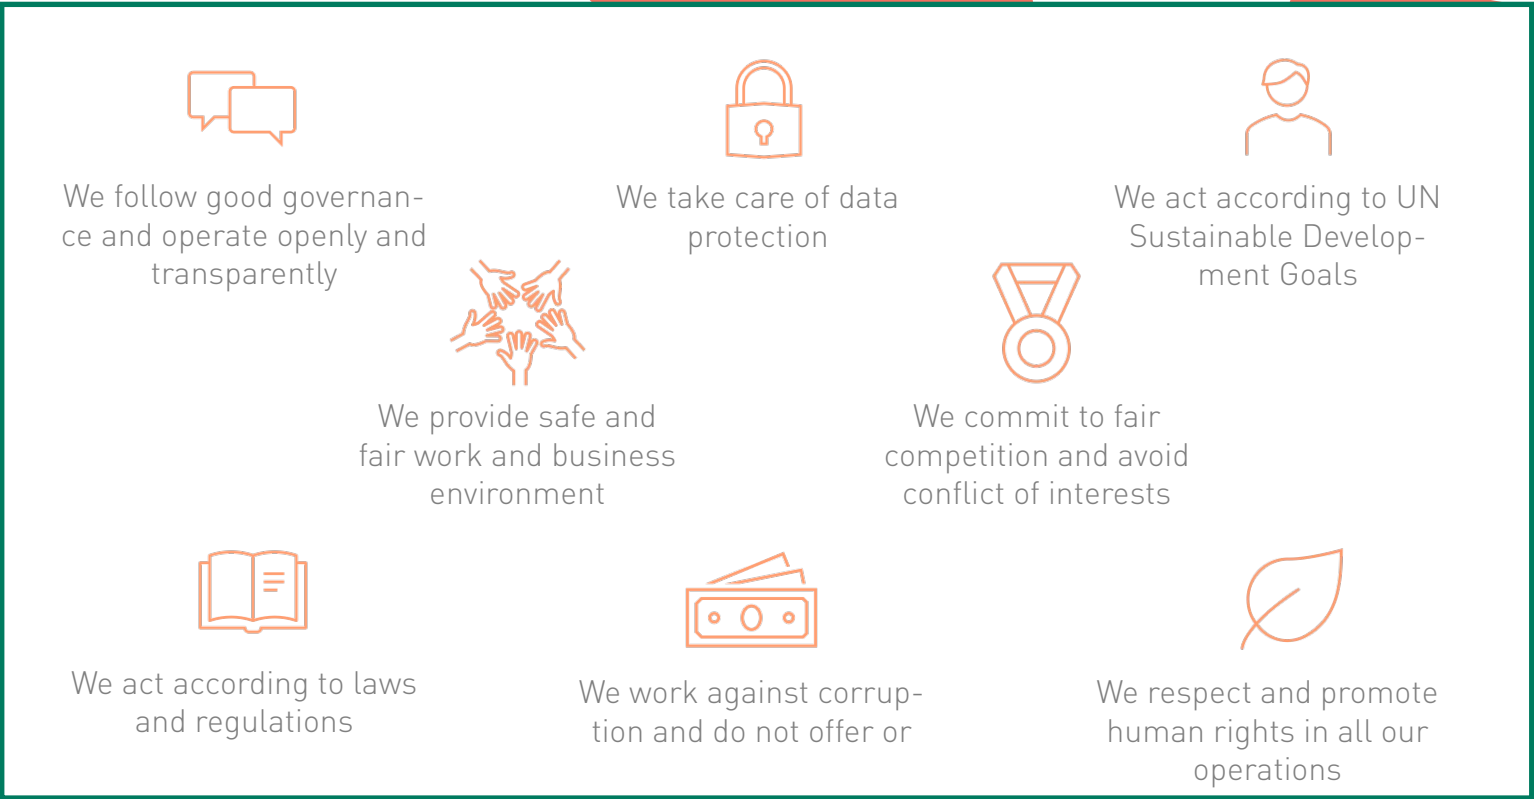 We follow good governan-
ce and operate openly and
transparently
We take care of data
protection
We act according to UN
Sustainable Develop-
ment Goals
We provide safe and
fair work and business
environment
We commit to fair
competition and avoid
conflict of interests
We act according to laws
and regulations
We work against corrup-
tion and do not offer or
We respect and promote
human rights in all our
operations